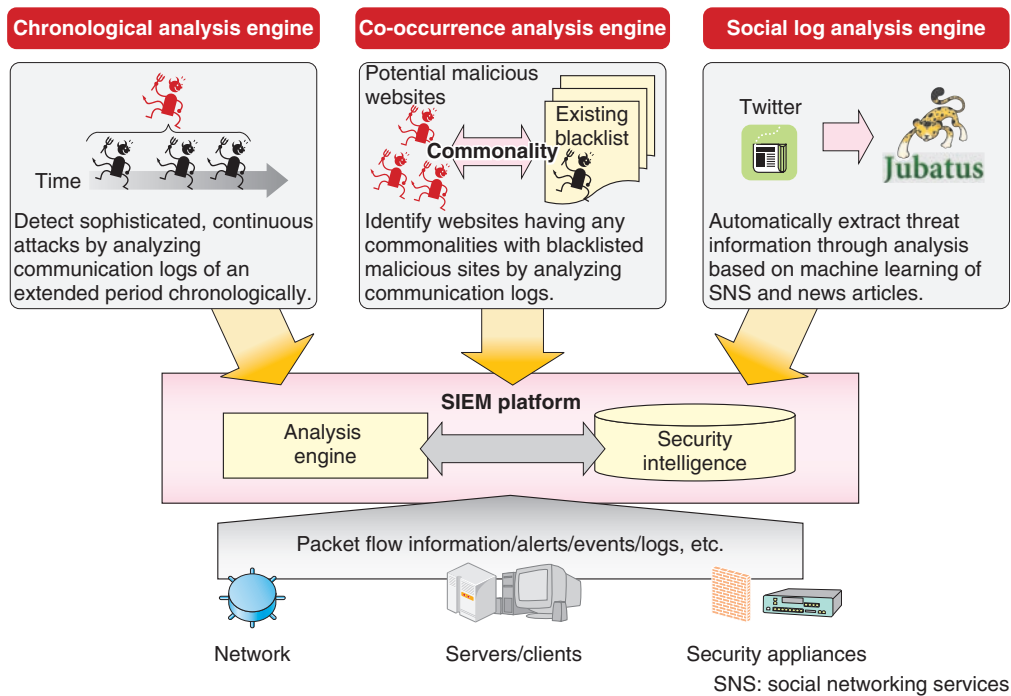 Chronological analysis engine
Time
Detect sophisticated, continuous
attacks by analyzing
communication logs of an
extended period chronologically.
Co-occurrence analysis engine
Potential malicious
websites
Existing
blacklist
Commonality
Identify websites having any
commonalities with blacklisted
malicious sites by analyzing
communication logs.
Social log analysis engine
Twitter
Jubatus
Automatically extract threat
information through analysis
based on machine learning of
SNS and news articles.
SIEM platform
Analysis
engine
Security
intelligence
Packet flow information/alerts/events/logs, etc.
Network
Servers/clients
Security appliances
SNS: social networking services